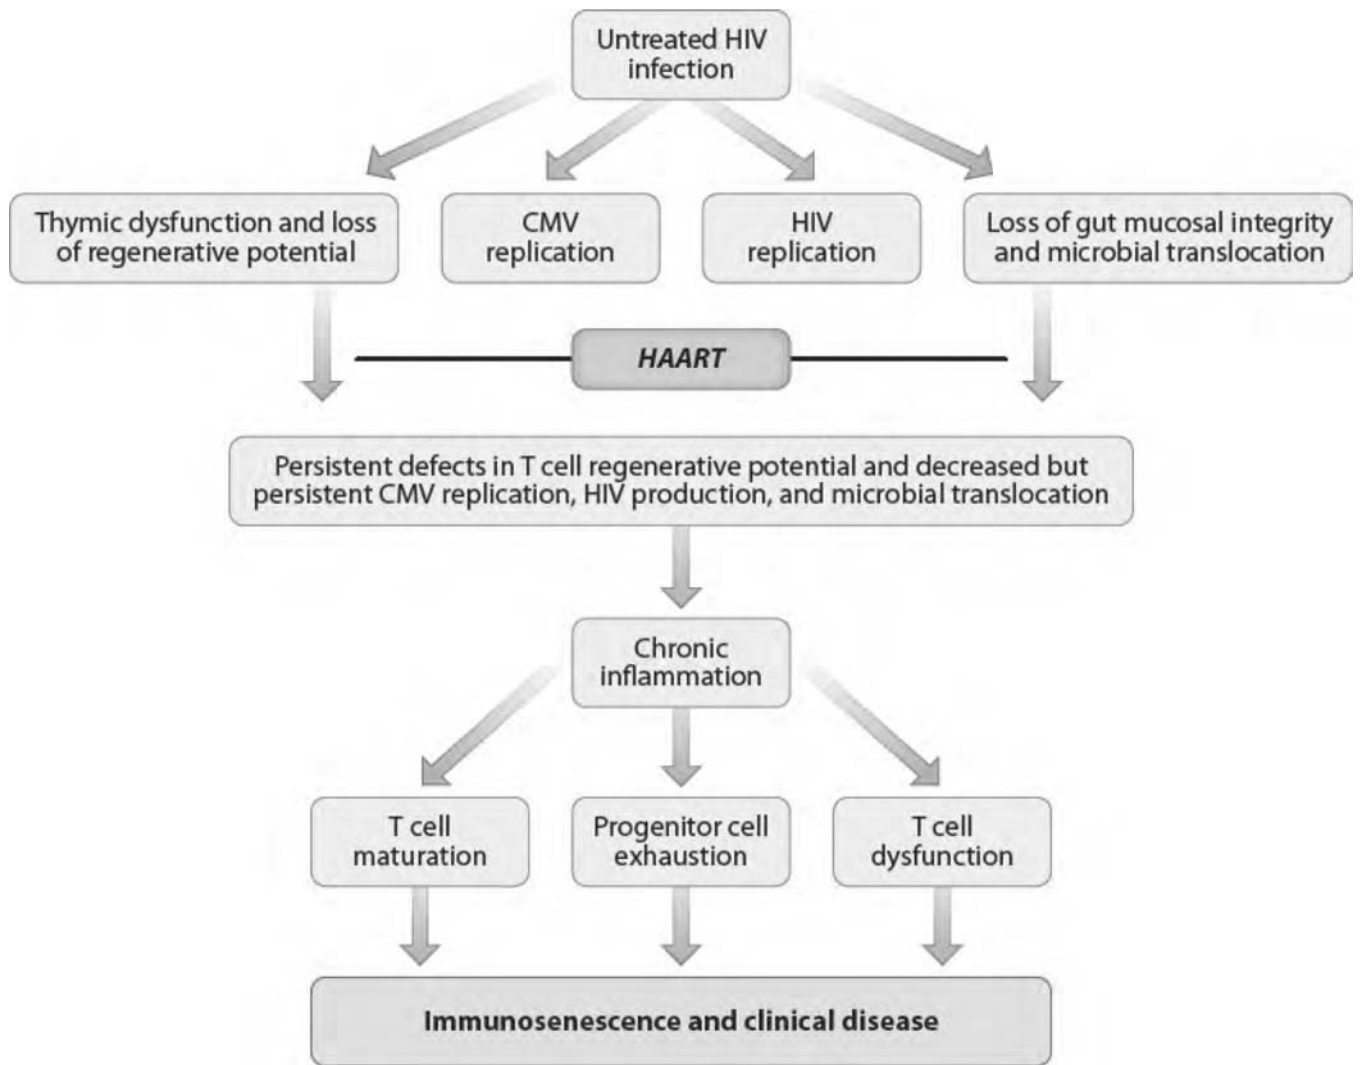 Untreated HIV
infection
Thymic dysfunction and loss
of regenerative potential
CMV
replication
HIV
replication
Loss of gut mucosal integrity
and microbial translocation
HAART
Persistent defects in T cell regenerative potential and decreased but
persistent CMV replication, HIV production, and microbial translocation
Chronic
inflammation
T cell
maturation
Progenitor cell
exhaustion
T cell
dysfunction
Immunosenescence and clinical disease